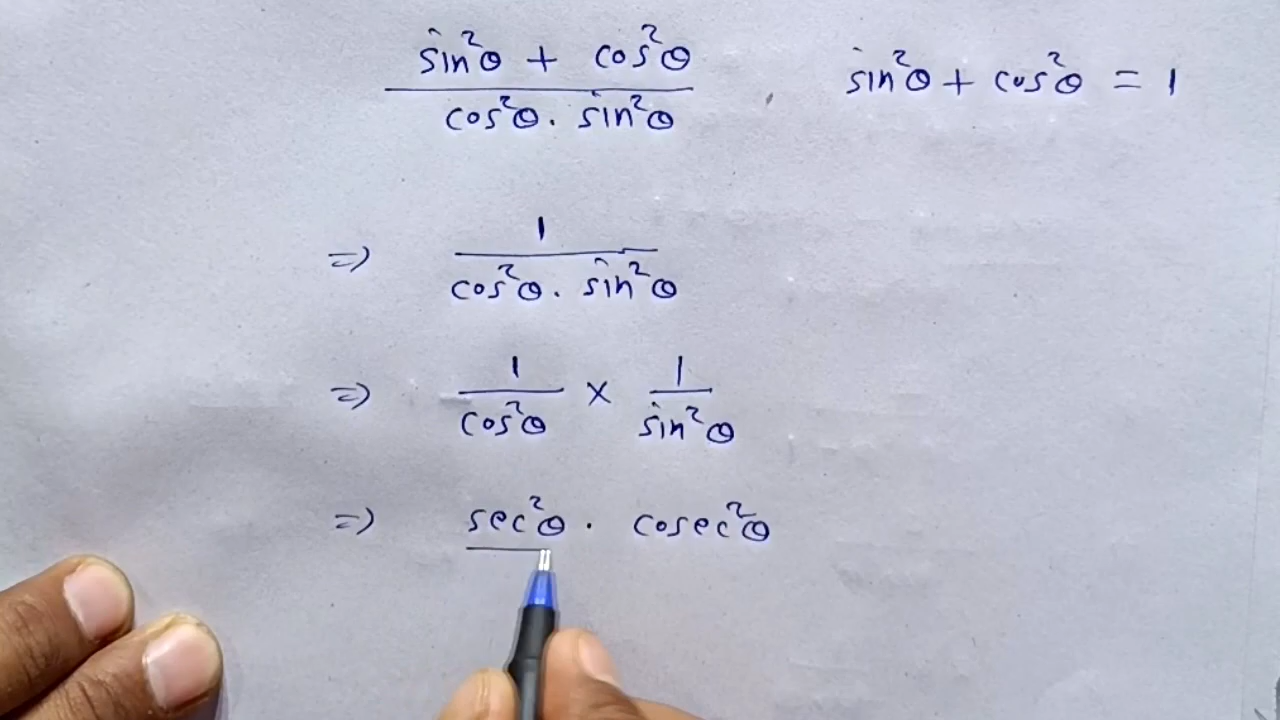 sin²θ + cos²θ
cos²θ . sin²θ
sin²θ + cos²θ = 1
=> 1
cos²θ . sin²θ
=> 1 × 1
cos²θ sin²θ
=> sec²θ . cosec²θ